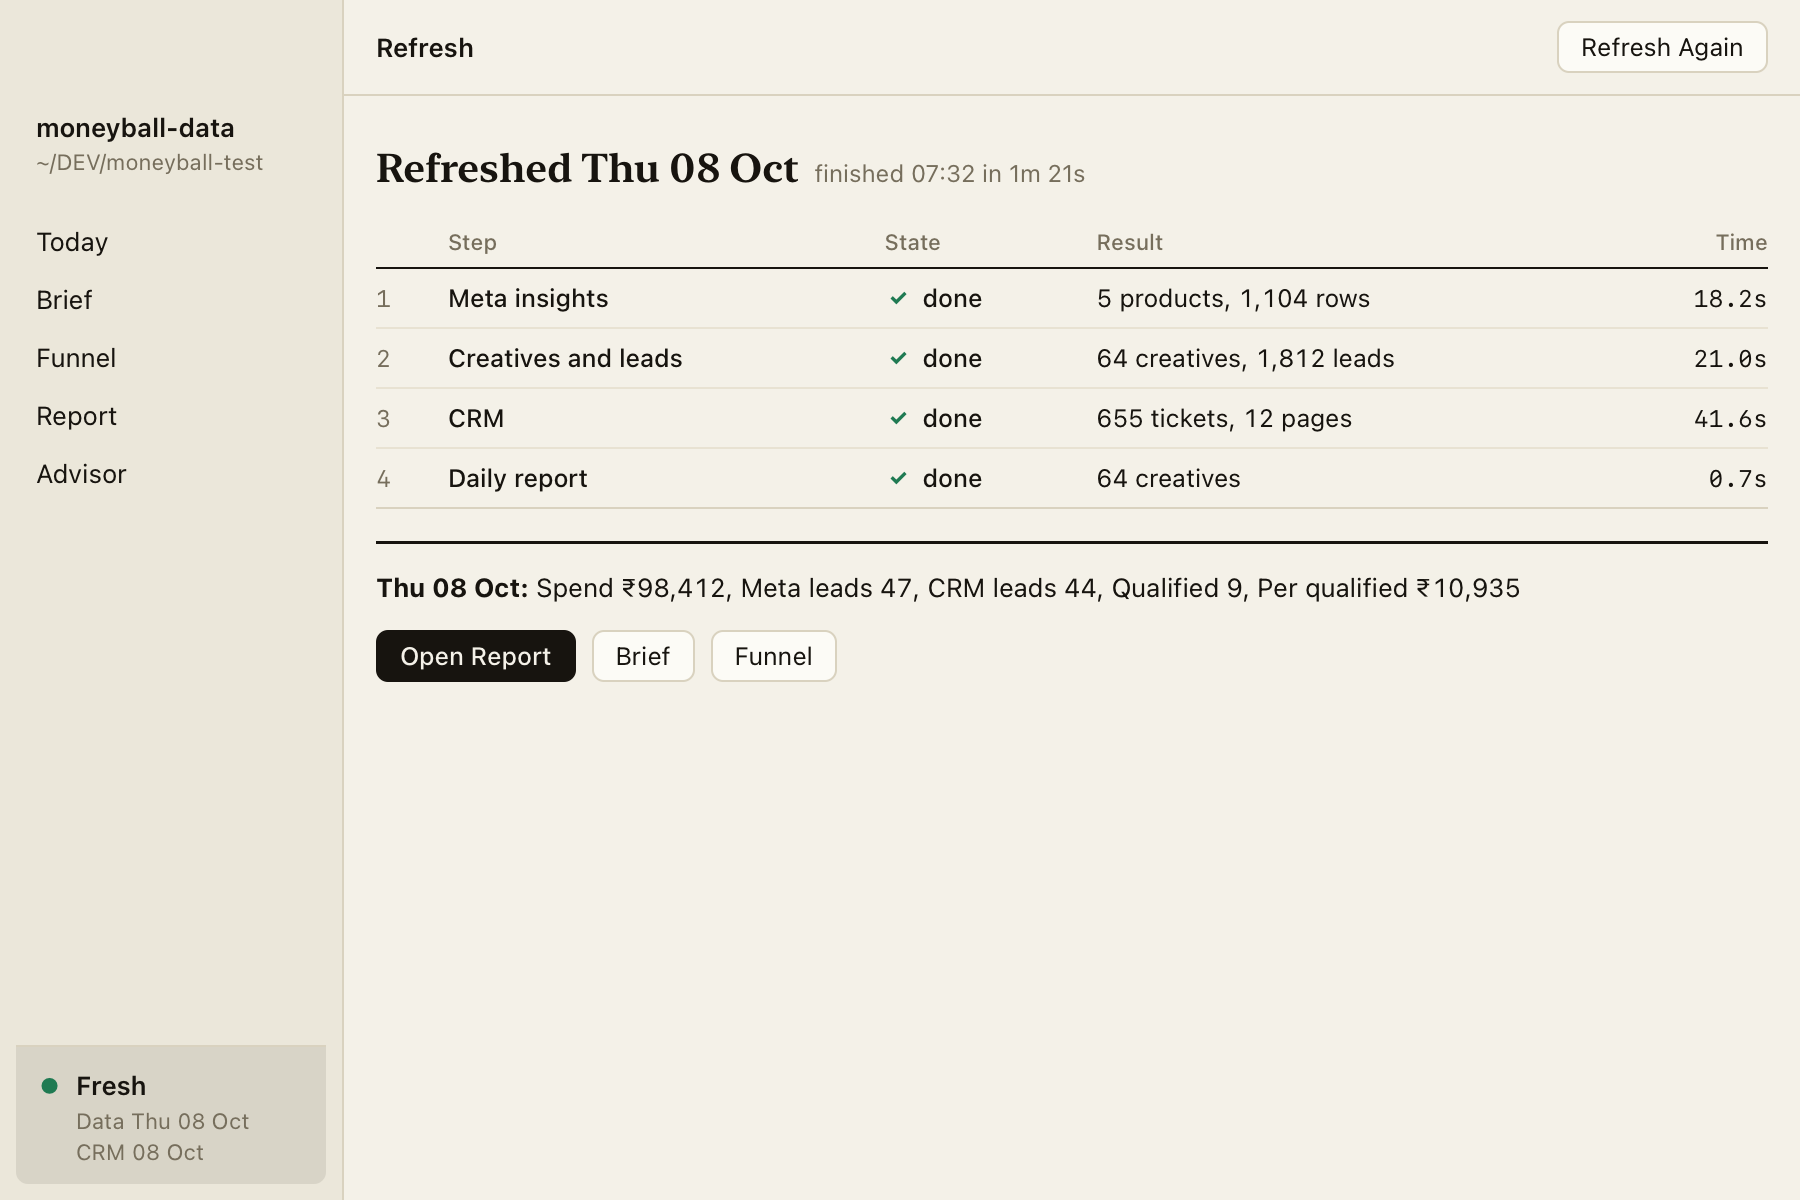 moneyball-data
~/DEV/moneyball-test
Today
Brief
Funnel
Report
Advisor
Fresh
Data Thu 08 Oct
CRM 08 Oct
Refresh
Refresh Again
Refreshed Thu 08 Oct finished 07:32 in 1m 21s
Step State Result Time
1 Meta insights ✓ done 5 products, 1,104 rows 18.2s
2 Creatives and leads ✓ done 64 creatives, 1,812 leads 21.0s
3 CRM ✓ done 655 tickets, 12 pages 41.6s
4 Daily report ✓ done 64 creatives 0.7s
Thu 08 Oct: Spend ₹98,412, Meta leads 47, CRM leads 44, Qualified 9, Per qualified ₹10,935
Open Report Brief Funnel